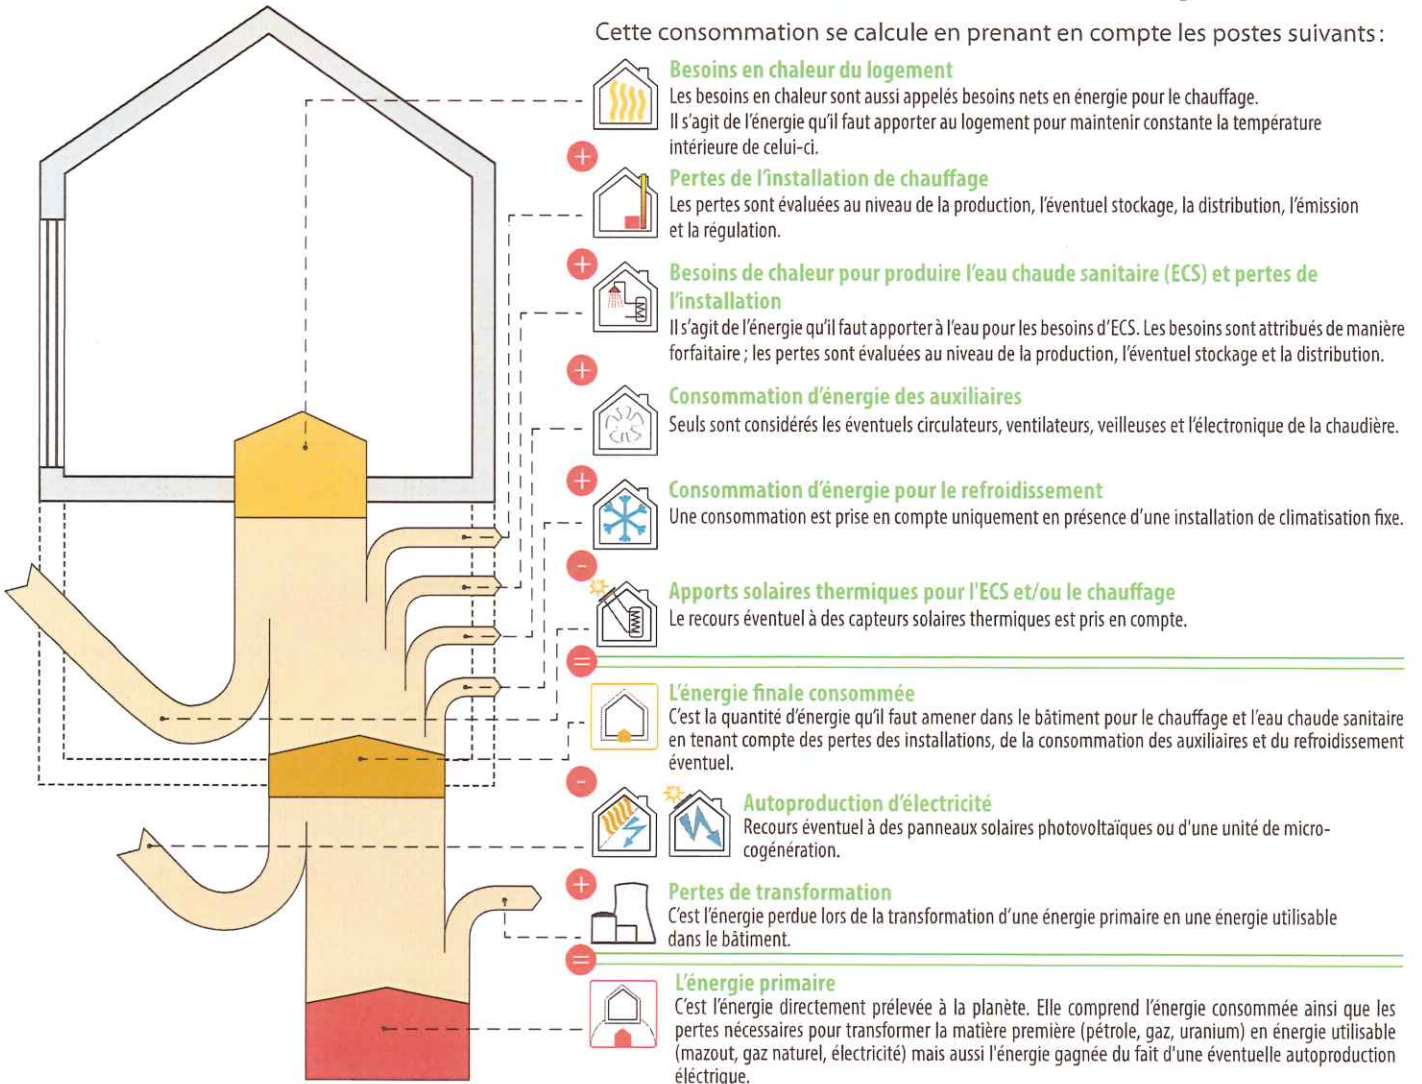 Cette consommation se calcule en prenant en compte les postes suivants :
Besoins en chaleur du logement
Les besoins en chaleur sont aussi appelés besoins nets en énergie pour le chauffage.
Il s'agit de l'énergie qu'il faut apporter au logement pour maintenir constante la température
intérieure de celui-ci.
+
Pertes de l'installation de chauffage
Les pertes sont évaluées au niveau de la production, l'éventuel stockage, la distribution, l'émission
et la régulation.
+
Besoins de chaleur pour produire l'eau chaude sanitaire (ECS) et pertes de
l'installation
Il s'agit de l'énergie qu'il faut apporter à l'eau pour les besoins d'ECS. Les besoins sont attribués de manière
forfaitaire ; les pertes sont évaluées au niveau de la production, l'éventuel stockage et la distribution.
+
Consommation d'énergie des auxiliaires
Seuls sont considérés les éventuels circulateurs, ventilateurs, veilleuses et l'électronique de la chaudière.
+
Consommation d'énergie pour le refroidissement
Une consommation est prise en compte uniquement en présence d'une installation de climatisation fixe.
-
Apports solaires thermiques pour l'ECS et/ou le chauffage
Le recours éventuel à des capteurs solaires thermiques est pris en compte.
=
L'énergie finale consommée
C'est la quantité d'énergie qu'il faut amener dans le bâtiment pour le chauffage et l'eau chaude sanitaire
en tenant compte des pertes des installations, de la consommation des auxiliaires et du refroidissement
éventuel.
-
Autoproduction d'électricité
Recours éventuel à des panneaux solaires photovoltaïques ou d'une unité de micro-
cogénération.
+
Pertes de transformation
C'est l'énergie perdue lors de la transformation d'une énergie primaire en une énergie utilisable
dans le bâtiment.
=
L'énergie primaire
C'est l'énergie directement prélevée à la planète. Elle comprend l'énergie consommée ainsi que les
pertes nécessaires pour transformer la matière première (pétrole, gaz, uranium) en énergie utilisable
(mazout, gaz naturel, électricité) mais aussi l'énergie gagnée du fait d'une éventuelle autoproduction
éléctrique.